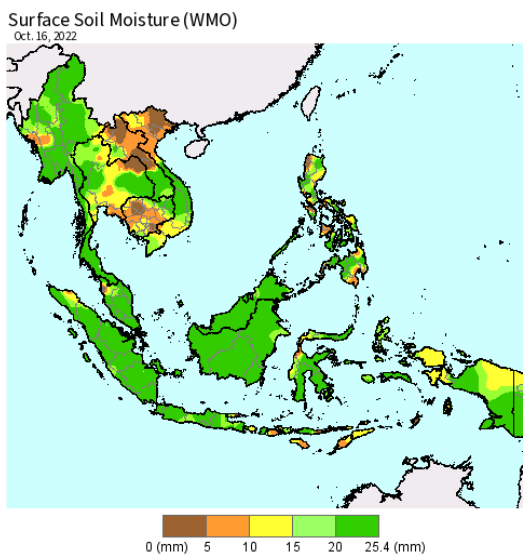 Surface Soil Moisture (WMO)
Oct. 16, 2022
0 (mm) 5 10 15 20 25.4 (mm)